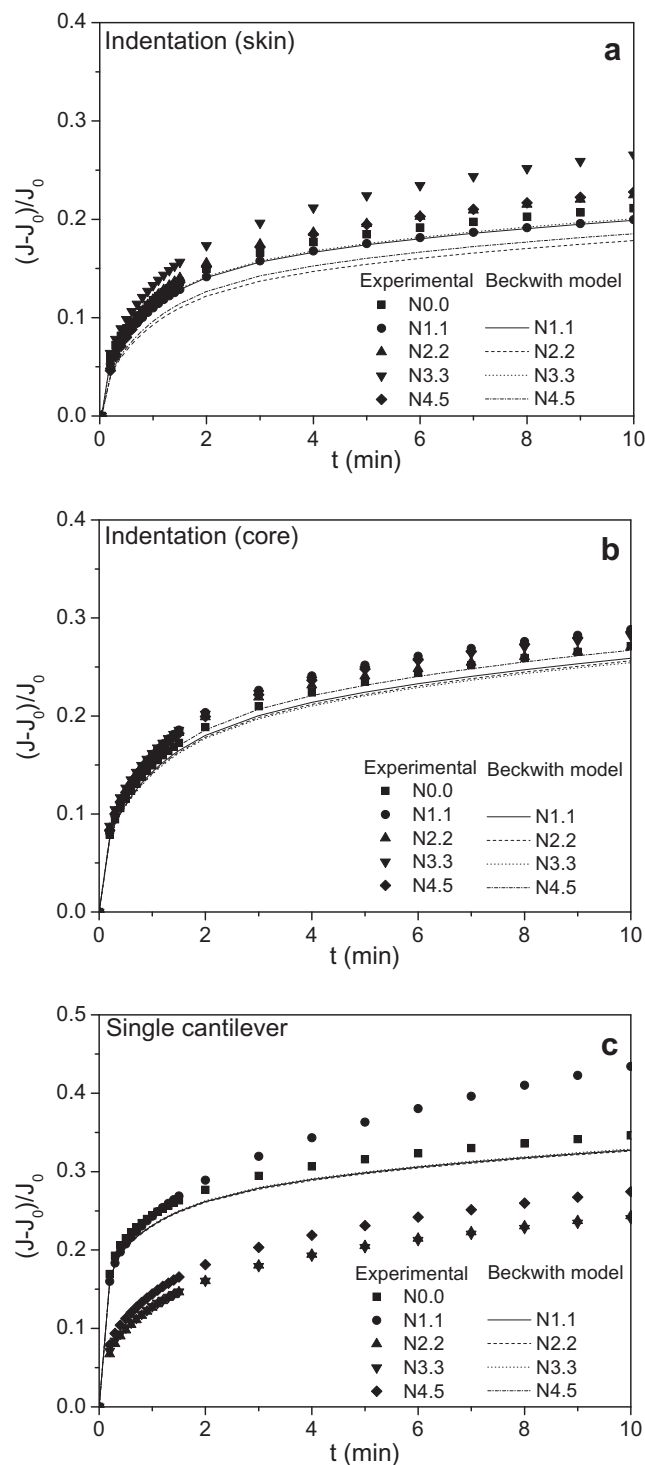 Indentation (skin)
a
0.4
0.3
0.2
0.1
0.0
(J-J₀)/J₀
Experimental Beckwith model
N0.0
N1.1 N1.1
N2.2 N2.2
N3.3 N3.3
N4.5 N4.5
0 2 4 6 8 10
t (min)
Indentation (core)
b
0.4
0.3
0.2
0.1
0.0
(J-J₀)/J₀
Experimental Beckwith model
N0.0
N1.1 N1.1
N2.2 N2.2
N3.3 N3.3
N4.5 N4.5
0 2 4 6 8 10
t (min)
Single cantilever
c
0.5
0.4
0.3
0.2
0.1
0.0
(J-J₀)/J₀
Experimental Beckwith model
N0.0
N1.1 N1.1
N2.2 N2.2
N3.3 N3.3
N4.5 N4.5
0 2 4 6 8 10
t (min)